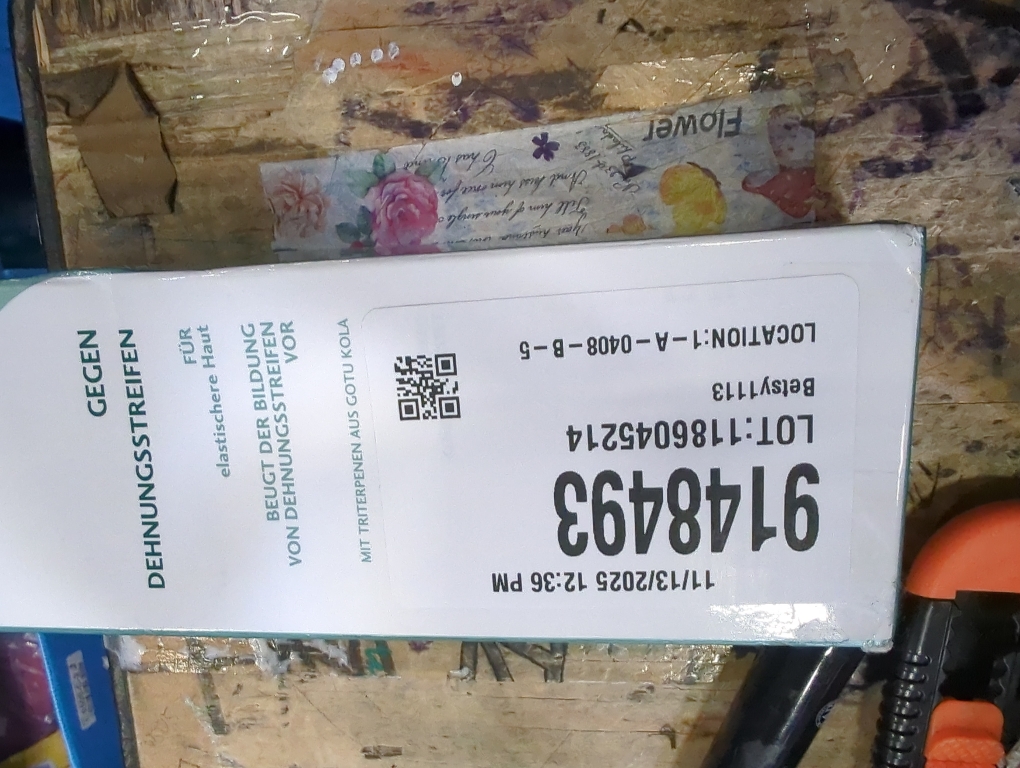 GEGEN
DEHNUNGSSTREIFEN
FÜR
elastischere Haut
BEUGT DER BILDUNG
VON DEHNUNGSSTREIFEN
VOR
MIT TRITERPENEN AUS GOTU KOLA
11/13/2025 12:36 PM
9148493
LOT:1186045214
Betsy1113
LOCATION:1-A-0408-B-5
Flower